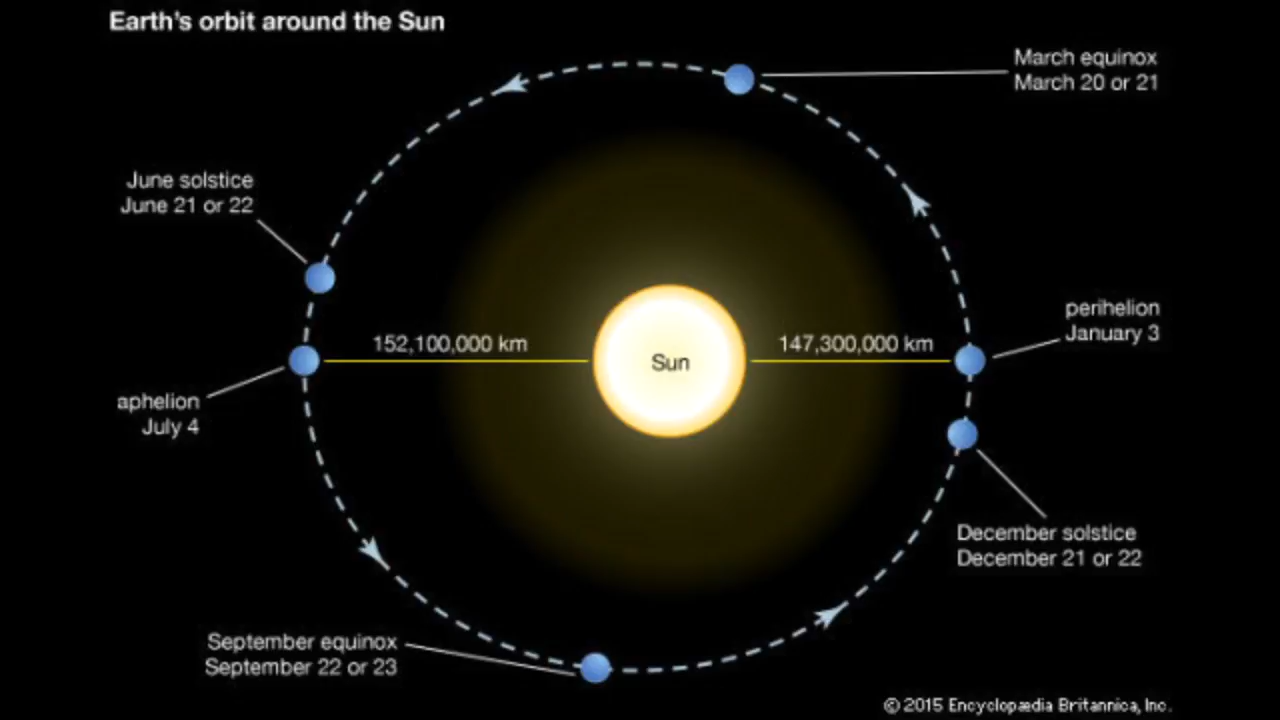 Earth's orbit around the Sun
March equinox
March 20 or 21
June solstice
June 21 or 22
perihelion
January 3
152,100,000 km
147,300,000 km
Sun
aphelion
July 4
December solstice
December 21 or 22
September equinox
September 22 or 23
© 2015 Encyclopædia Britannica, Inc.